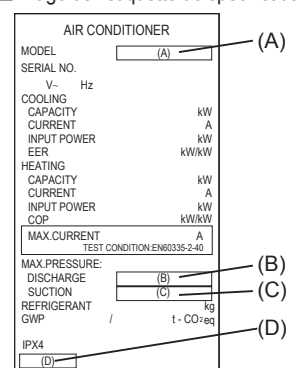 AIR CONDITIONER
MODEL (A)
SERIAL NO.
V~ Hz
COOLING
CAPACITY kW
CURRENT A
INPUT POWER kW
EER kW/kW
HEATING
CAPACITY kW
CURRENT A
INPUT POWER kW
COP kW/kW
MAX.CURRENT A
TEST CONDITION:EN60335-2-40
MAX.PRESSURE:
DISCHARGE (B)
SUCTION (C)
REFRIGERANT kg
GWP / t - CO2eq
IPX4
(D)
(A)
(B)
(C)
(D)